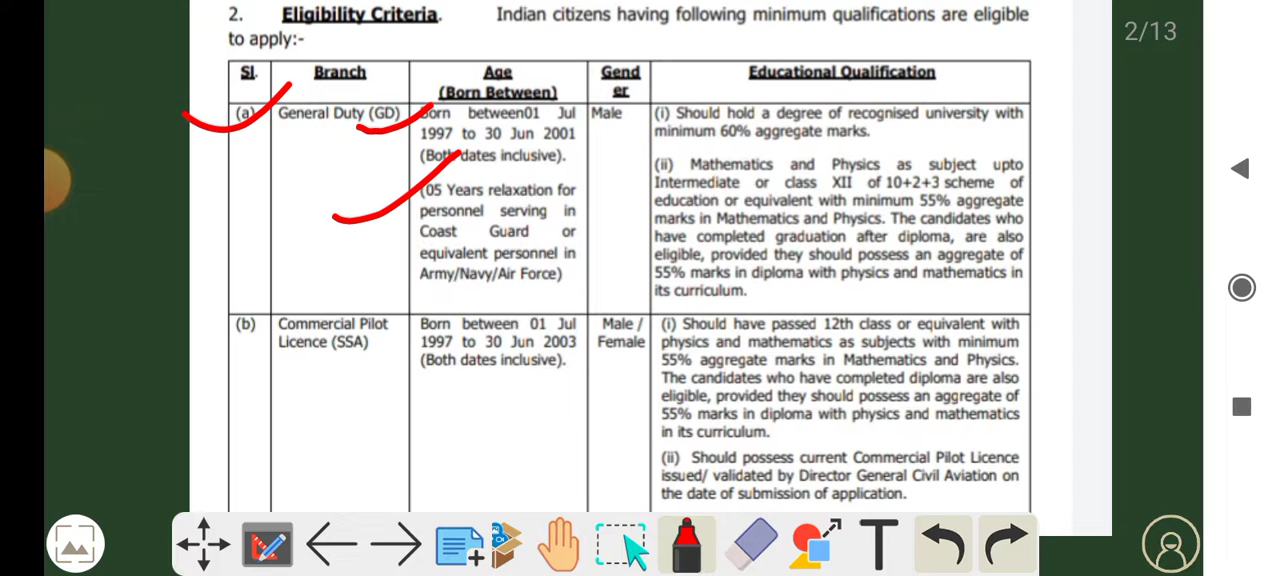 2. Eligibility Criteria. Indian citizens having following minimum qualifications are eligible
to apply:-
2/13
Sl. Branch Age Gend Educational Qualification
(Born Between) er
(a) General Duty (GD)
Born between01 Jul
1997 to 30 Jun 2001
(Both dates inclusive).
(05 Years relaxation for
personnel serving in
Coast Guard or
equivalent personnel in
Army/Navy/Air Force)
Male
(i) Should hold a degree of recognised university with
minimum 60% aggregate marks.
(ii) Mathematics and Physics as subject upto
Intermediate or class XII of 10+2+3 scheme of
education or equivalent with minimum 55% aggregate
marks in Mathematics and Physics. The candidates who
have completed graduation after diploma, are also
eligible, provided they should possess an aggregate of
55% marks in diploma with physics and mathematics in
its curriculum.
(b) Commercial Pilot
Licence (SSA)
Born between 01 Jul
1997 to 30 Jun 2003
(Both dates inclusive).
Male /
Female
(i) Should have passed 12th class or equivalent with
physics and mathematics as subjects with minimum
55% aggregate marks in Mathematics and Physics.
The candidates who have completed diploma are also
eligible, provided they should possess an aggregate of
55% marks in diploma with physics and mathematics
in its curriculum.
(ii) Should possess current Commercial Pilot Licence
issued/ validated by Director General Civil Aviation on
the date of submission of application.
T